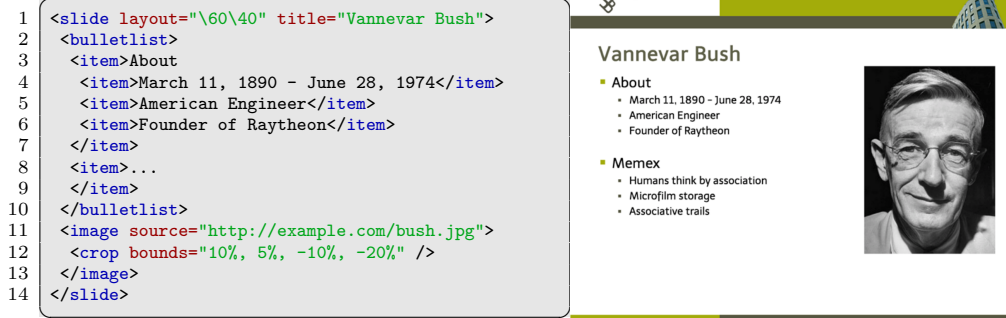 1 <slide layout="\60\40" title="Vannevar Bush">
2 <bulletlist>
3 <item>About
4 <item>March 11, 1890 - June 28, 1974</item>
5 <item>American Engineer</item>
6 <item>Founder of Raytheon</item>
7 </item>
8 <item>...
9 </item>
10 </bulletlist>
11 <image source="http://example.com/bush.jpg">
12 <crop bounds="10%, 5%, -10%, -20%" />
13 </image>
14 </slide>
Vannevar Bush
About
March 11, 1890 – June 28, 1974
American Engineer
Founder of Raytheon
Memex
Humans think by association
Microfilm storage
Associative trails